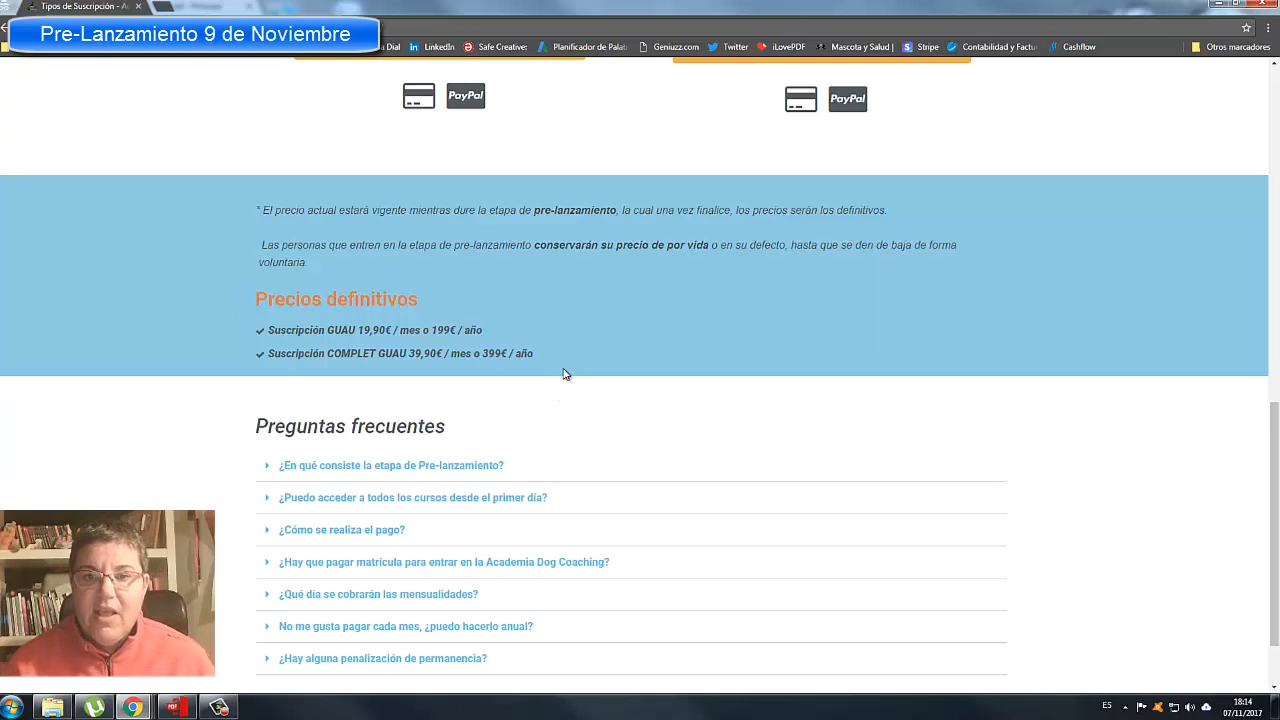 Tipos de Suscripción - A
Pre-Lanzamiento 9 de Noviembre
Dial LinkedIn Safe Creative: Planificador de Palab Geniuzz.com Twitter iLovePDF Mascota y Salud | Stripe Contabilidad y Factu Cashflow Otros marcadores
PayPal PayPal
* El precio actual estará vigente mientras dure la etapa de pre-lanzamiento, la cual una vez finalice, los precios serán los definitivos.
Las personas que entren en la etapa de pre-lanzamiento conservarán su precio de por vida o en su defecto, hasta que se den de baja de forma
voluntaria.
Precios definitivos
Suscripción GUAU 19,90€ / mes o 199€ / año
Suscripción COMPLET GUAU 39,90€ / mes o 399€ / año
Preguntas frecuentes
¿En qué consiste la etapa de Pre-lanzamiento?
¿Puedo acceder a todos los cursos desde el primer día?
¿Cómo se realiza el pago?
¿Hay que pagar matrícula para entrar en la Academia Dog Coaching?
¿Qué día se cobrarán las mensualidades?
No me gusta pagar cada mes, ¿puedo hacerlo anual?
¿Hay alguna penalización de permanencia?
ES
18:14
07/11/2017